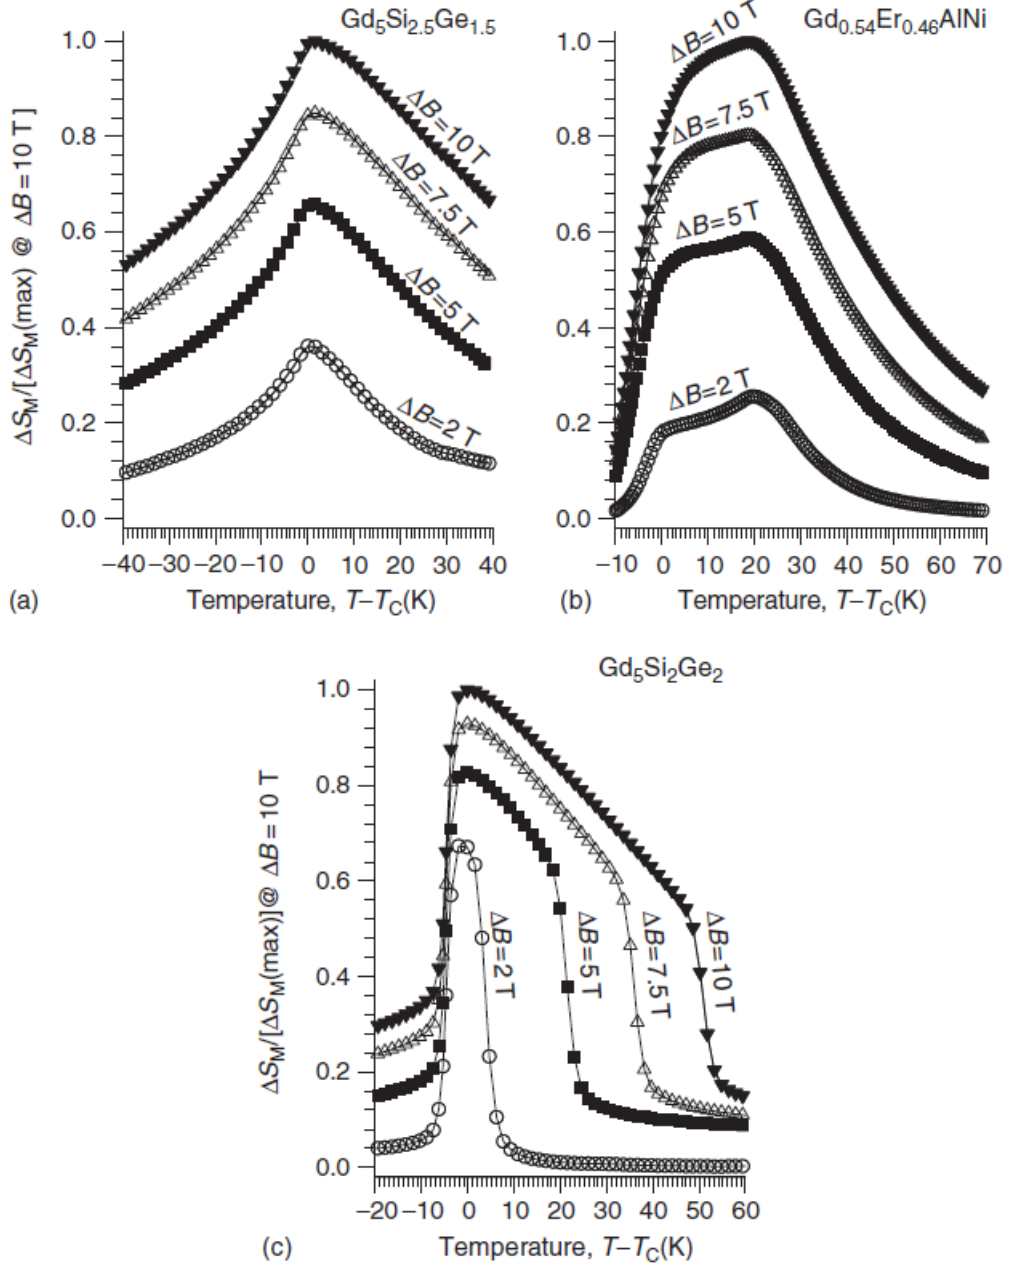 Gd5Si2.5Ge1.5
1.0
0.8
0.6
0.4
0.2
0.0
ΔSM/[ΔSM(max) @ ΔB = 10 T]
ΔB=10 T
ΔB=7.5 T
ΔB=5 T
ΔB=2 T
−40 −30 −20 −10 0 10 20 30 40
(a) Temperature, T−TC(K)
Gd0.54Er0.46AlNi
1.0
0.8
0.6
0.4
0.2
0.0
ΔB=10 T
ΔB=7.5 T
ΔB=5 T
ΔB=2 T
−10 0 10 20 30 40 50 60 70
(b) Temperature, T−TC(K)
Gd5Si2Ge2
1.0
0.8
0.6
0.4
0.2
0.0
ΔSM/[ΔSM(max)]@ ΔB = 10 T
ΔB=2 T
ΔB=5 T
ΔB=7.5 T
ΔB=10 T
−20 −10 0 10 20 30 40 50 60
(c) Temperature, T−TC(K)